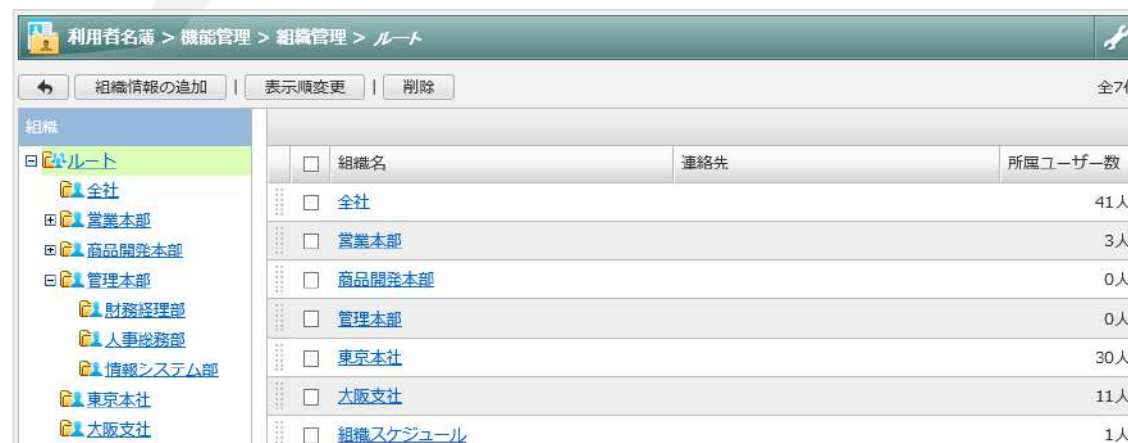 利用者名簿 > 機能管理 > 組織管理 > ルート
組織情報の追加 | 表示順変更 | 削除
全7
組織
ルート
全社
営業本部
商品開発本部
管理本部
財務経理部
人事総務部
情報システム部
東京本社
大阪支社
組織名 連絡先 所属ユーザー数
全社 41人
営業本部 3人
商品開発本部 0人
管理本部 0人
東京本社 30人
大阪支社 11人
組織スケジュール 1人